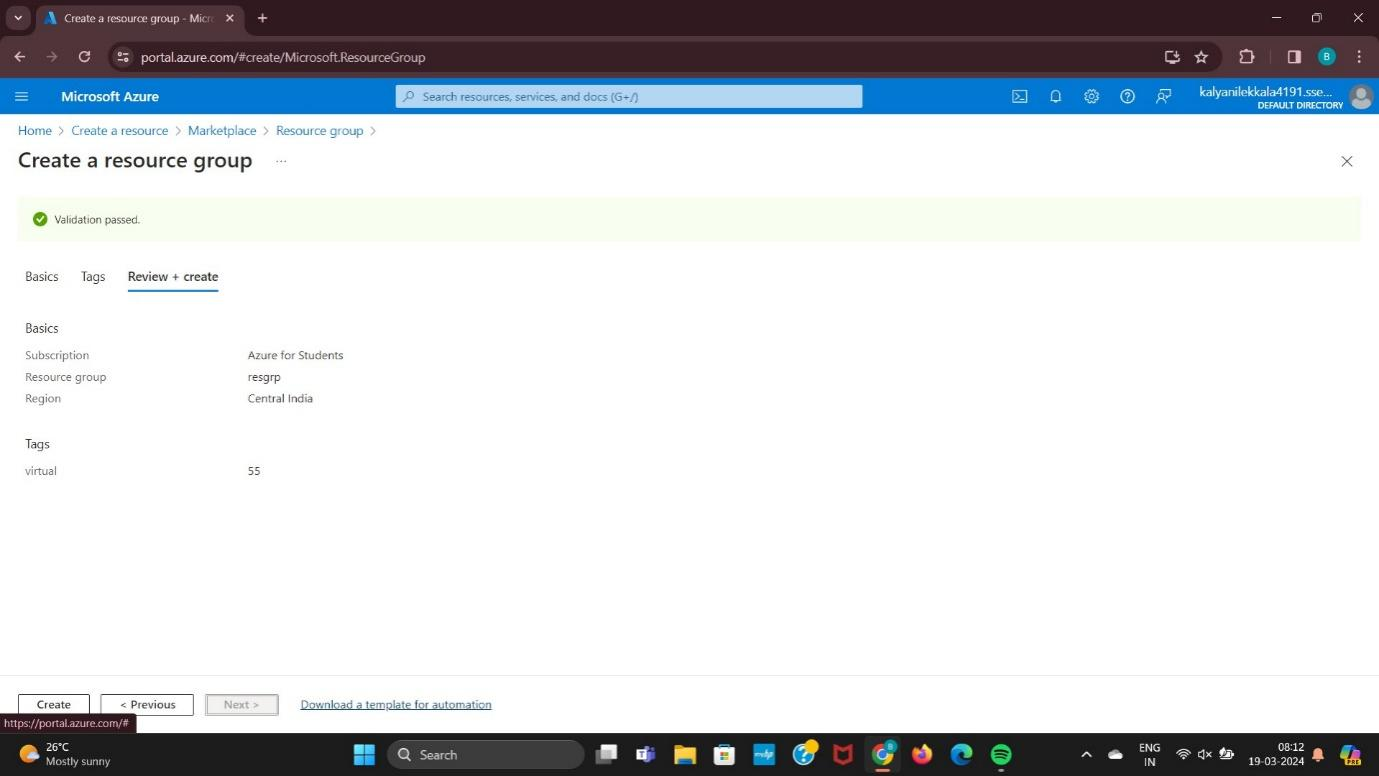 Create a resource group - Micr
portal.azure.com/#create/Microsoft.ResourceGroup
B
Microsoft Azure
Search resources, services, and docs (G+/)
kalyanilekkala4191.sse...
DEFAULT DIRECTORY
Home > Create a resource > Marketplace > Resource group >
Create a resource group ...
Validation passed.
Basics Tags Review + create
Basics
Subscription Azure for Students
Resource group resgrp
Region Central India
Tags
virtual 55
Create < Previous Next > Download a template for automation
https://portal.azure.com/#
26°C
Mostly sunny
Search
ENG
IN
08:12
19-03-2024